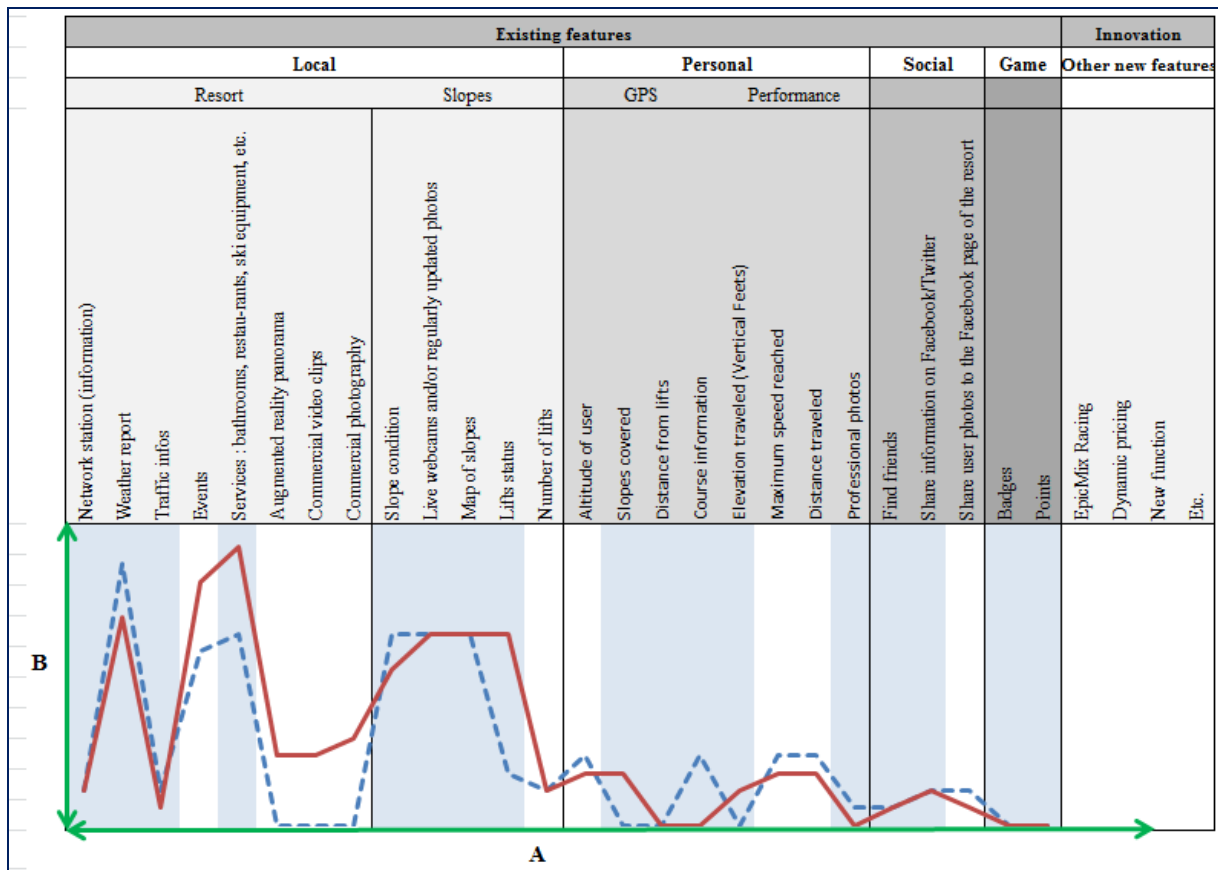 Existing features
Innovation
Local
Personal
Social
Game
Other new features
Resort
Slopes
GPS
Performance
Network station (information)
Weather report
Traffic infos
Events
Services : bathrooms, restau-rants, ski equipment, etc.
Augmented reality panorama
Commercial video clips
Commercial photography
Slope condition
Live webcams and/or regularly updated photos
Map of slopes
Lifts status
Number of lifts
Altitude of user
Slopes covered
Distance from lifts
Course information
Elevation traveled (Vertical Feets)
Maximum speed reached
Distance traveled
Professional photos
Find friends
Share information on Facebook/Twitter
Share user photos to the Facebook page of the resort
Badges
Points
EpicMix Racing
Dynamic pricing
New function
Etc.
B
A